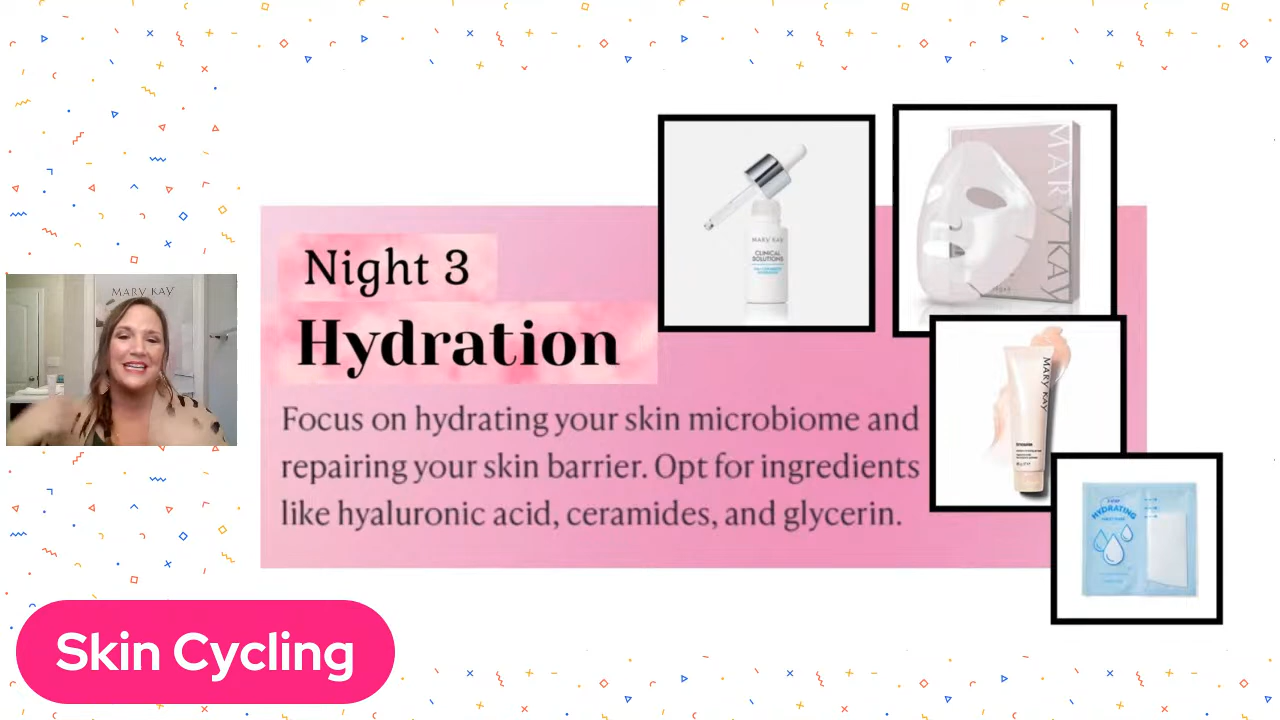 Night 3
Hydration
Focus on hydrating your skin microbiome and
repairing your skin barrier. Opt for ingredients
like hyaluronic acid, ceramides, and glycerin.
MARY KAY
CLINICAL
SOLUTIONS
MARY KAY
MARY KAY
HYDRATING
MARY KAY
Skin Cycling